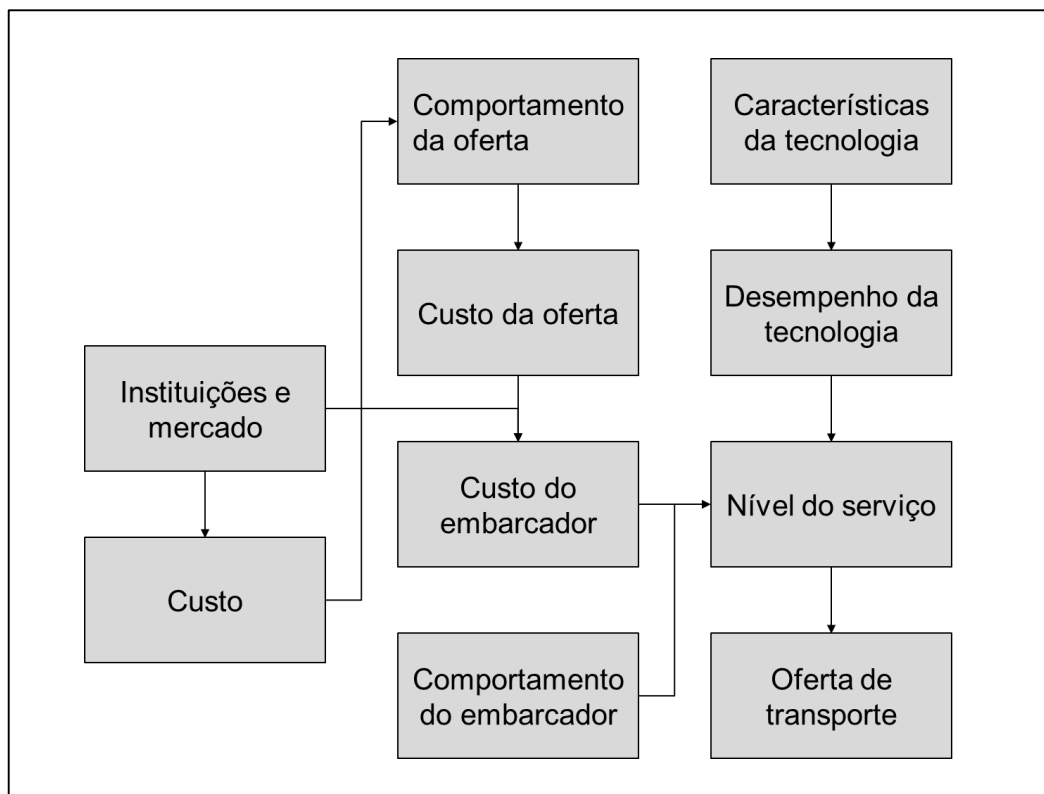 Comportamento
da oferta
Características
da tecnologia
Custo da oferta
Desempenho da
tecnologia
Instituições e
mercado
Custo do
embarcador
Nível do serviço
Custo
Comportamento
do embarcador
Oferta de
transporte